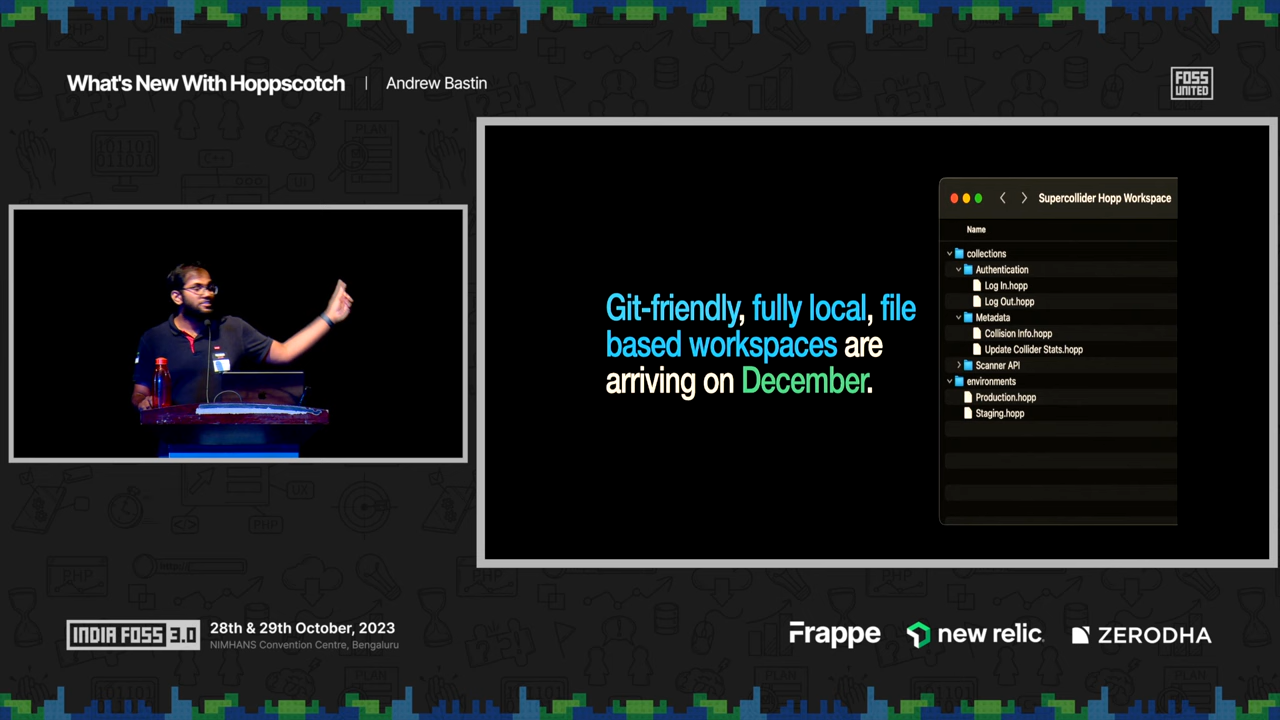 What's New With Hoppscotch | Andrew Bastin
FOSS
UNITED
Git-friendly, fully local, file
based workspaces are
arriving on December.
Supercollider Hopp Workspace
Name
collections
Authentication
Log In.hopp
Log Out.hopp
Metadata
Collision Info.hopp
Update Collider Stats.hopp
Scanner API
environments
Production.hopp
Staging.hopp
INDIA FOSS 3.0
28th & 29th October, 2023
NIMHANS Convention Centre, Bengaluru
Frappe
new relic
ZERODHA